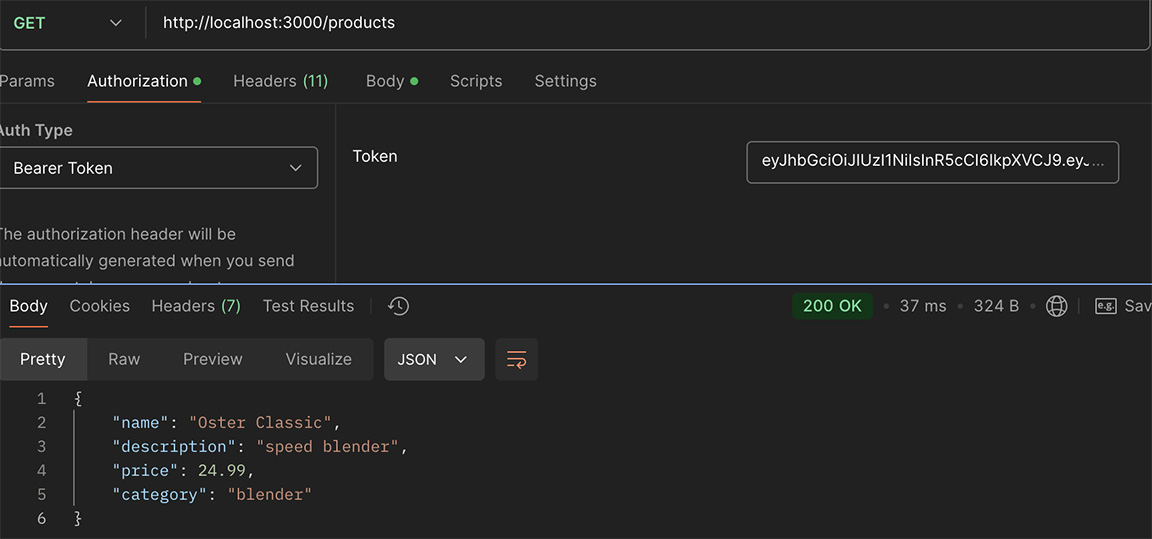 GET http://localhost:3000/products
Params Authorization Headers (11) Body Scripts Settings
Auth Type
Bearer Token
Token
eyJhbGciOiJIUzI1NiIsInR5cCI6IkpXVCJ9.ey...
The authorization header will be
automatically generated when you send
Body Cookies Headers (7) Test Results 200 OK 37 ms 324 B e.g. Sav
Pretty Raw Preview Visualize JSON
1 {
2 "name": "Oster Classic",
3 "description": "speed blender",
4 "price": 24.99,
5 "category": "blender"
6 }